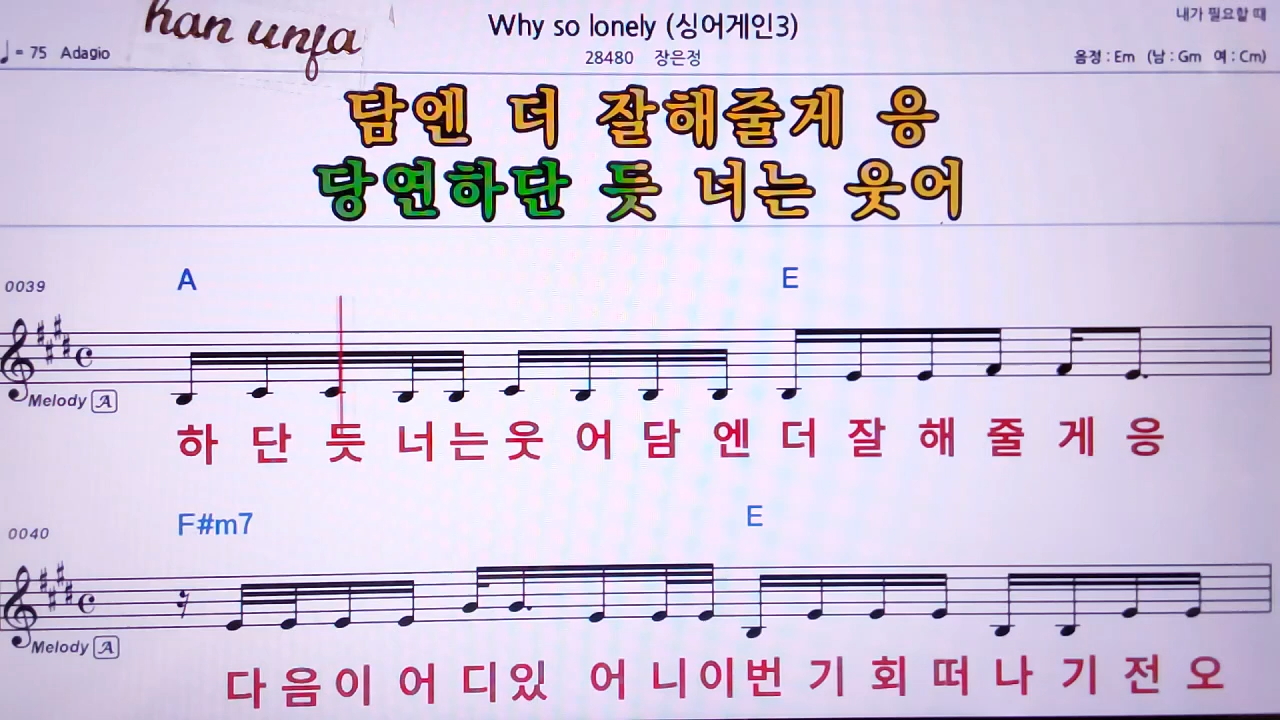 kan unja
Why so lonely (싱어게인3)
내가 필요할 때
♩ = 75 Adagio
28480 장은정
음정 : Em (남 : Gm 여 : Cm)
담엔 더 잘해줄게 응
당연하단 듯 너는 웃어
0039
A E
Melody A
하 단 듯 너 는 웃 어 담 엔 더 잘 해 줄 게 응
0040
F#m7 E
Melody A
다 음 이 어 디 있 어 니 이 번 기 회 떠 나 기 전 오